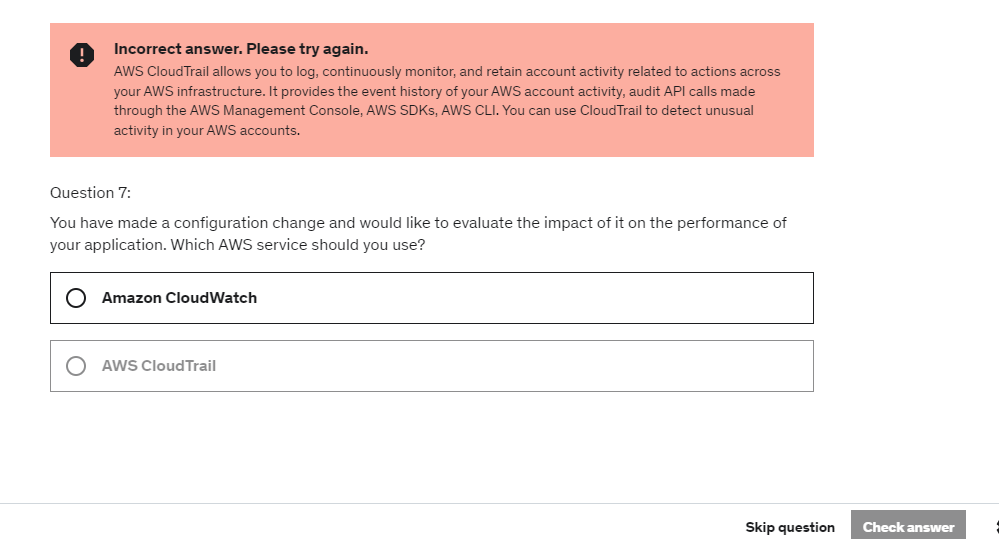 Incorrect answer. Please try again.
AWS CloudTrail allows you to log, continuously monitor, and retain account activity related to actions across
your AWS infrastructure. It provides the event history of your AWS account activity, audit API calls made
through the AWS Management Console, AWS SDKs, AWS CLI. You can use CloudTrail to detect unusual
activity in your AWS accounts.
Question 7:
You have made a configuration change and would like to evaluate the impact of it on the performance of
your application. Which AWS service should you use?
Amazon CloudWatch
AWS CloudTrail
Skip question
Check answer